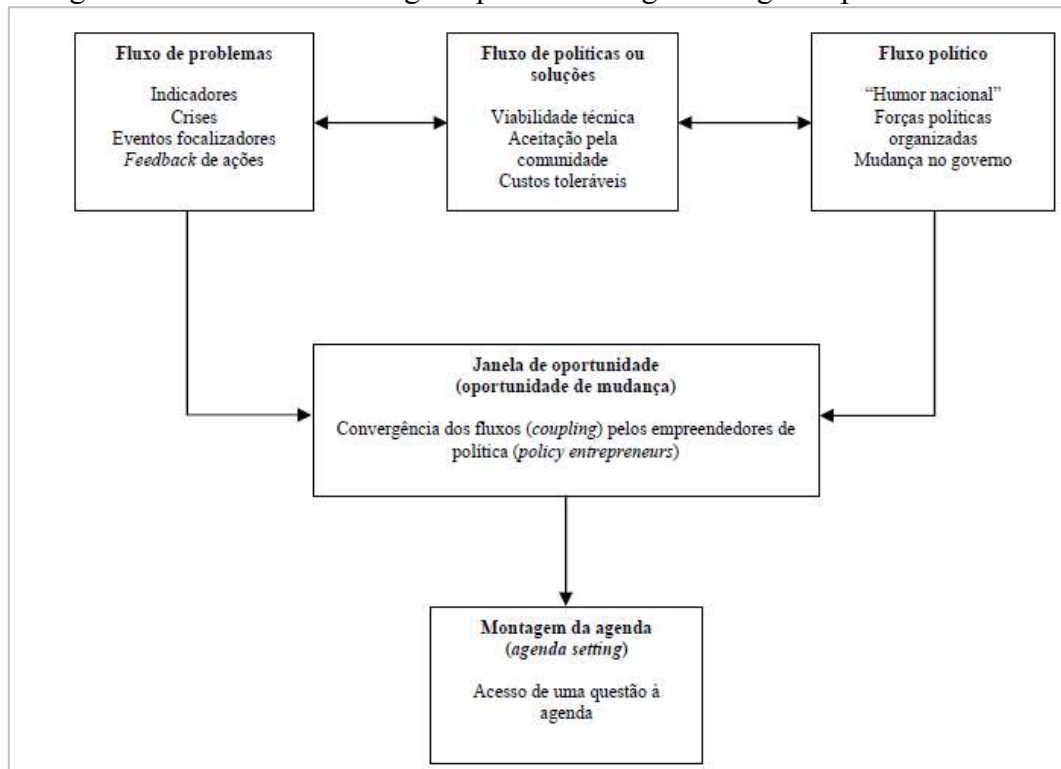 Fluxo de problemas
Indicadores
Crises
Eventos focalizadores
Feedback de ações
Fluxo de políticas ou
soluções
Viabilidade técnica
Aceitação pela
comunidade
Custos toleráveis
Fluxo político
“Humor nacional”
Forças políticas
organizadas
Mudança no governo
Janela de oportunidade
(oportunidade de mudança)
Convergência dos fluxos (coupling) pelos empreendedores de
política (policy entrepreneurs)
Montagem da agenda
(agenda setting)
Acesso de uma questão à
agenda